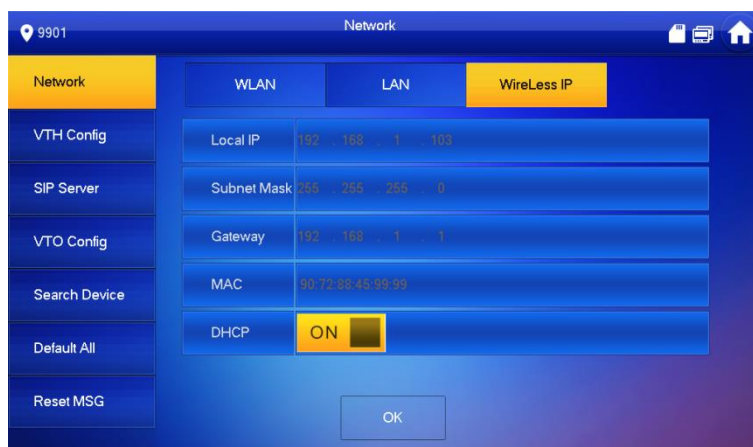 9901 Network
Network
WLAN LAN WireLess IP
VTH Config
Local IP 192 . 168 . 1 . 103
SIP Server
Subnet Mask 255 . 255 . 255 . 0
VTO Config
Gateway 192 . 168 . 1 . 1
Search Device
MAC 90:72:88:45:99:99
Default All
DHCP ON
Reset MSG
OK